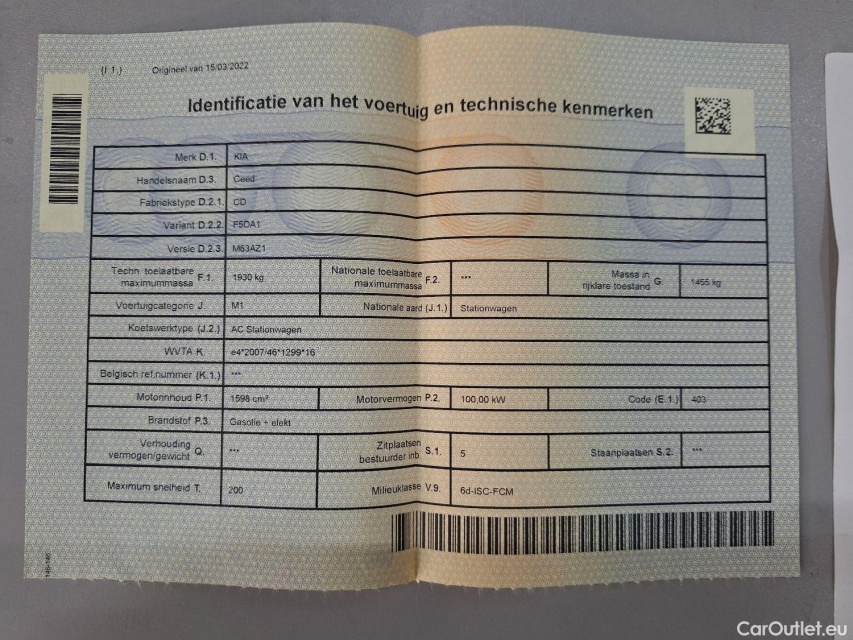 (I.1.) Origineel van 15/03/2022
Identificatie van het voertuig en technische kenmerken
Merk D.1. KIA
Handelsnaam D.3. Ceed
Fabriekstype D.2.1. CD
Variant D.2.2. F5DA1
Versie D.2.3. M63AZ1
Techn toelaatbare maximummassa F.1. 1930 kg Nationale toelaatbare maximummassa F.2. *** Massa in rijklare toestand G. 1455 kg
Voertuigcategorie J. M1 Nationale aard (J.1.) Stationwagen
Koetswerktype (J.2.) AC Stationwagen
WVTA K. e4*2007/46*1299*16
Belgisch ref.nummer (K.1.) ***
Motorinhoud P.1. 1598 cm³ Motorvermogen P.2. 100,00 kW Code (E.1.) 403
Brandstof P.3. Gasolie + elekt
Verhouding vermogen/gewicht Q. *** Zitplaatsen bestuurder inb S.1. 5 Staanplaatsen S.2. ***
Maximum snelheid T. 200 Milieuklasse V.9. 6d-ISC-FCM
CarOutlet.eu